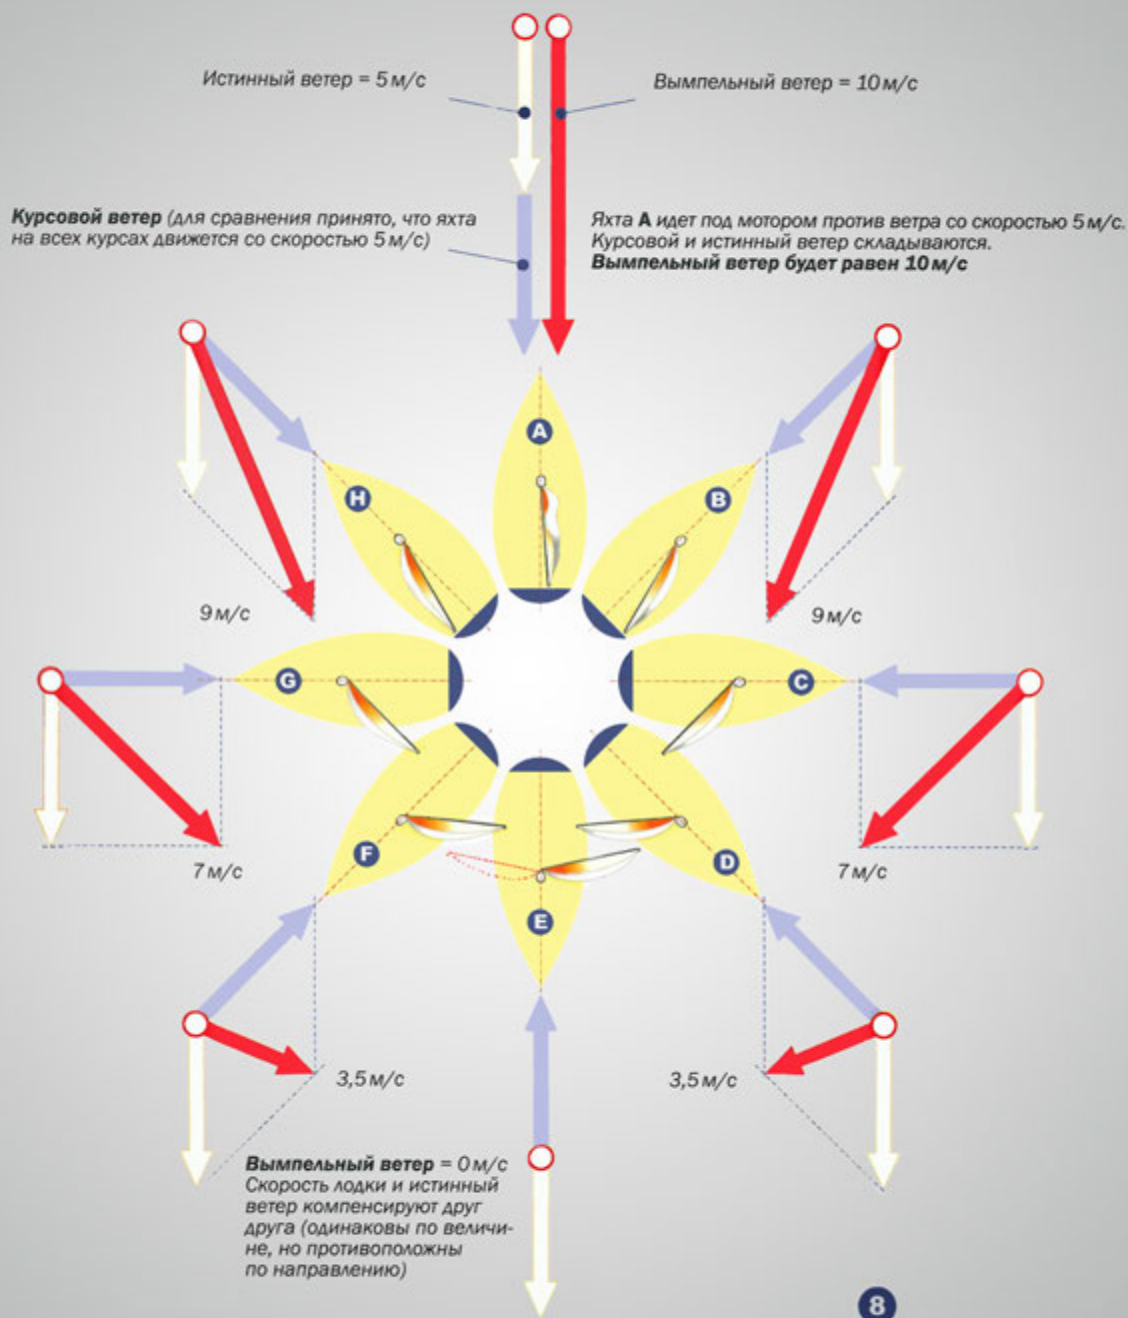 Истинный ветер = 5 м/с
Вымпельный ветер = 10 м/с
Курсовой ветер (для сравнения принято, что яхта
на всех курсах движется со скоростью 5 м/с)
Яхта А идет под мотором против ветра со скоростью 5 м/с.
Курсовой и истинный ветер складываются.
Вымпельный ветер будет равен 10 м/с
A
H
B
9 м/с
9 м/с
G
C
7 м/с
7 м/с
F
D
E
3,5 м/с
3,5 м/с
Вымпельный ветер = 0 м/с
Скорость лодки и истинный
ветер компенсируют друг
друга (одинаковы по величи-
не, но противоположны
по направлению)
8